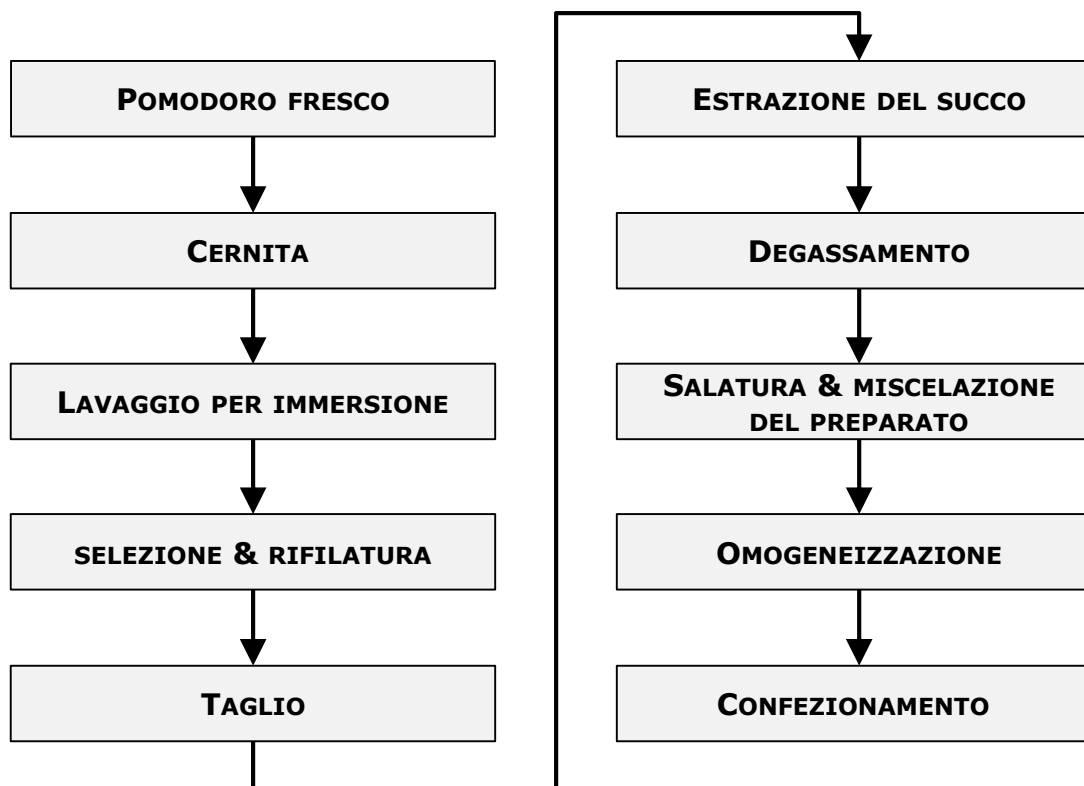 POMODORO FRESCO
CERNITA
LAVAGGIO PER IMMERSIONE
SELEZIONE & RIFILATURA
TAGLIO
ESTRAZIONE DEL SUCCO
DEGASSAMENTO
SALATURA & MISCELAZIONE
DEL PREPARATO
OMOGENEIZZAZIONE
CONFEZIONAMENTO